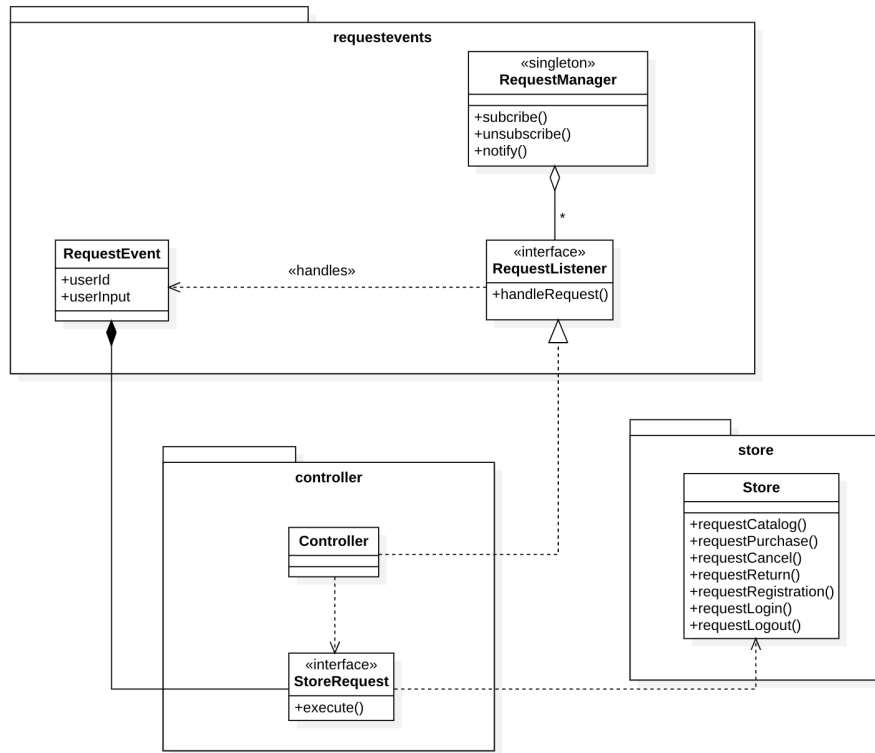 requestevents
«singleton»
RequestManager
+subcribe()
+unsubscribe()
+notify()
*
RequestEvent
+userId
+userInput
«handles»
«interface»
RequestListener
+handleRequest()
controller
Controller
«interface»
StoreRequest
+execute()
store
Store
+requestCatalog()
+requestPurchase()
+requestCancel()
+requestReturn()
+requestRegistration()
+requestLogin()
+requestLogout()